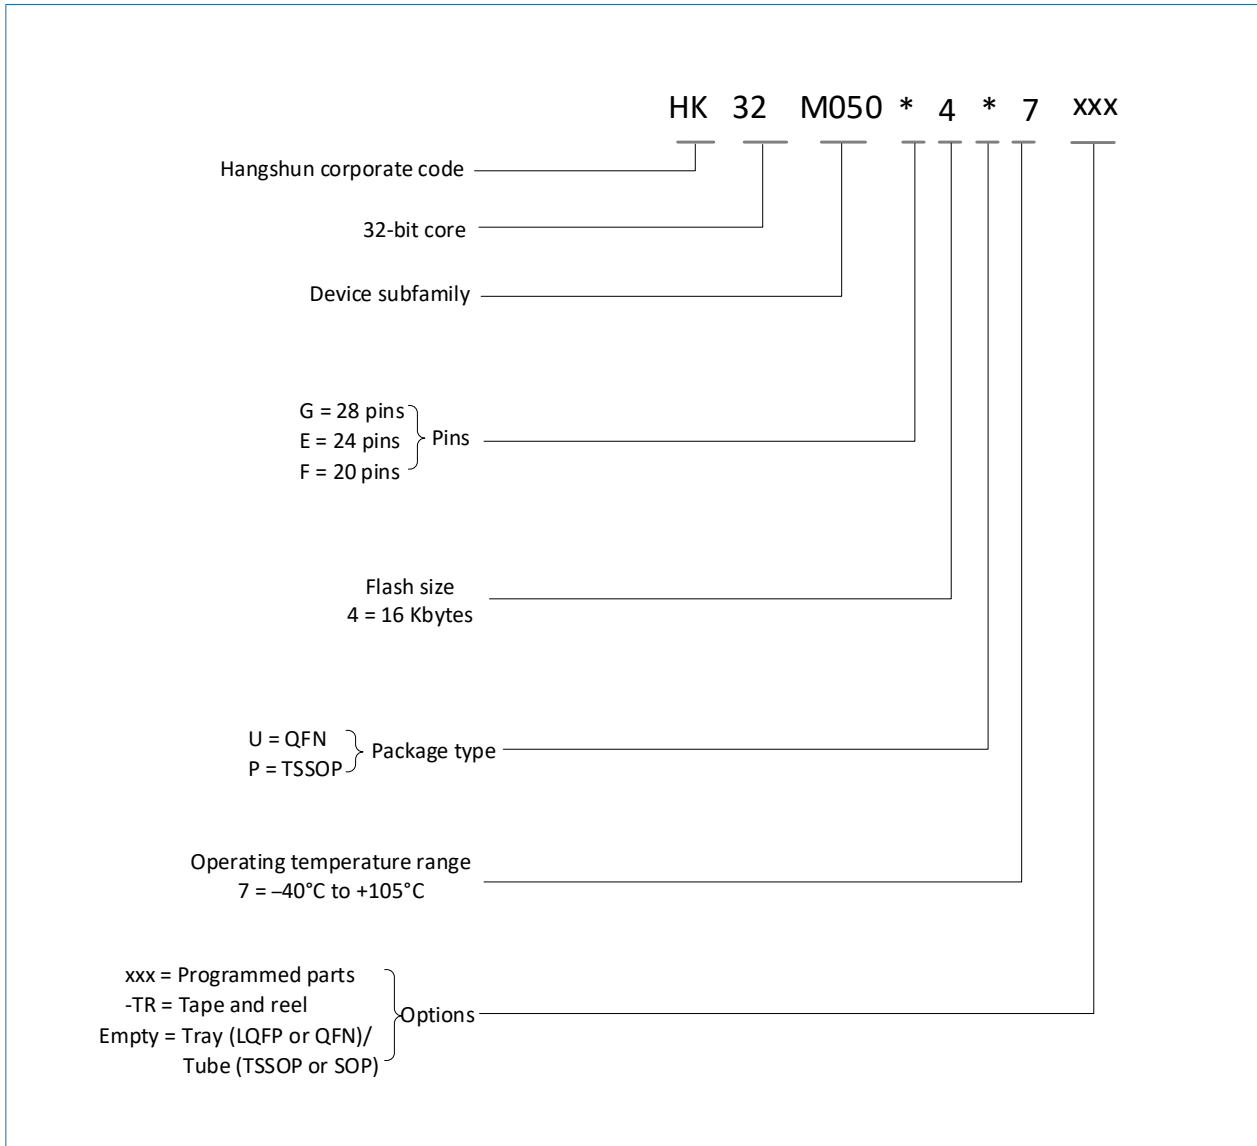 HK 32 M050 * 4 * 7 xxx
Hangshun corporate code
32-bit core
Device subfamily
G = 28 pins
E = 24 pins
F = 20 pins
Pins
Flash size
4 = 16 Kbytes
U = QFN
P = TSSOP
Package type
Operating temperature range
7 = –40°C to +105°C
xxx = Programmed parts
-TR = Tape and reel
Empty = Tray (LQFP or QFN)/
Tube (TSSOP or SOP)
Options